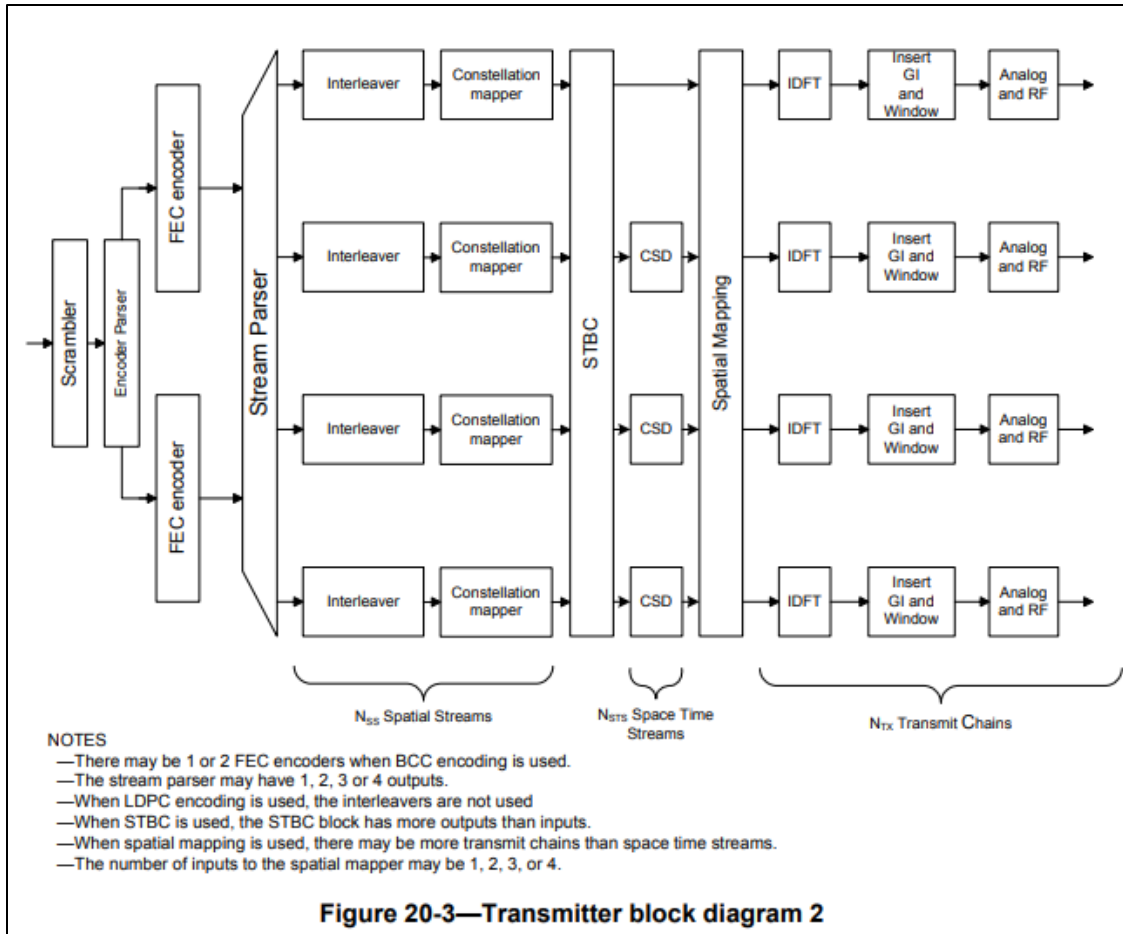 Scrambler
Encoder Parser
FEC encoder
FEC encoder
Stream Parser
Interleaver
Constellation
mapper
STBC
Spatial Mapping
IDFT
Insert
GI
and
Window
Analog
and RF
Interleaver
Constellation
mapper
CSD
IDFT
Insert
GI and
Window
Analog
and RF
Interleaver
Constellation
mapper
CSD
IDFT
Insert
GI and
Window
Analog
and RF
Interleaver
Constellation
mapper
CSD
IDFT
Insert
GI and
Window
Analog
and RF
NSS Spatial Streams
NSTS Space Time
Streams
NTX Transmit Chains
NOTES
—There may be 1 or 2 FEC encoders when BCC encoding is used.
—The stream parser may have 1, 2, 3 or 4 outputs.
—When LDPC encoding is used, the interleavers are not used
—When STBC is used, the STBC block has more outputs than inputs.
—When spatial mapping is used, there may be more transmit chains than space time streams.
—The number of inputs to the spatial mapper may be 1, 2, 3, or 4.
Figure 20-3—Transmitter block diagram 2